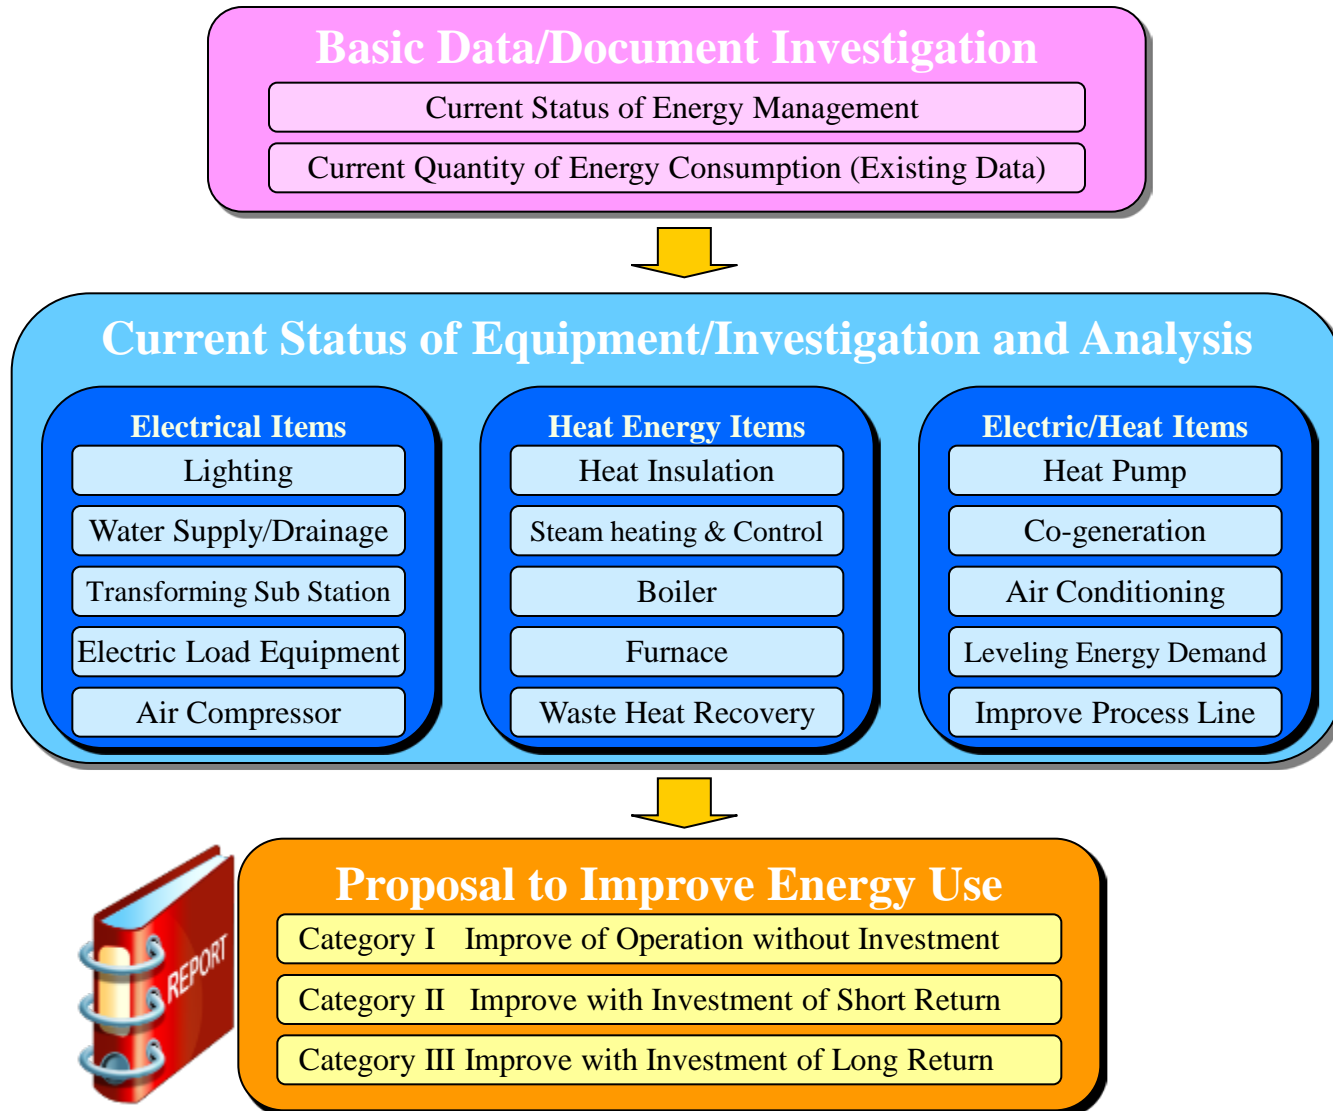 Basic Data/Document Investigation
Current Status of Energy Management
Current Quantity of Energy Consumption (Existing Data)
Current Status of Equipment/Investigation and Analysis
Electrical Items
Lighting
Water Supply/Drainage
Transforming Sub Station
Electric Load Equipment
Air Compressor
Heat Energy Items
Heat Insulation
Steam heating & Control
Boiler
Furnace
Waste Heat Recovery
Electric/Heat Items
Heat Pump
Co-generation
Air Conditioning
Leveling Energy Demand
Improve Process Line
REPORT
Proposal to Improve Energy Use
Category I Improve of Operation without Investment
Category II Improve with Investment of Short Return
Category III Improve with Investment of Long Return